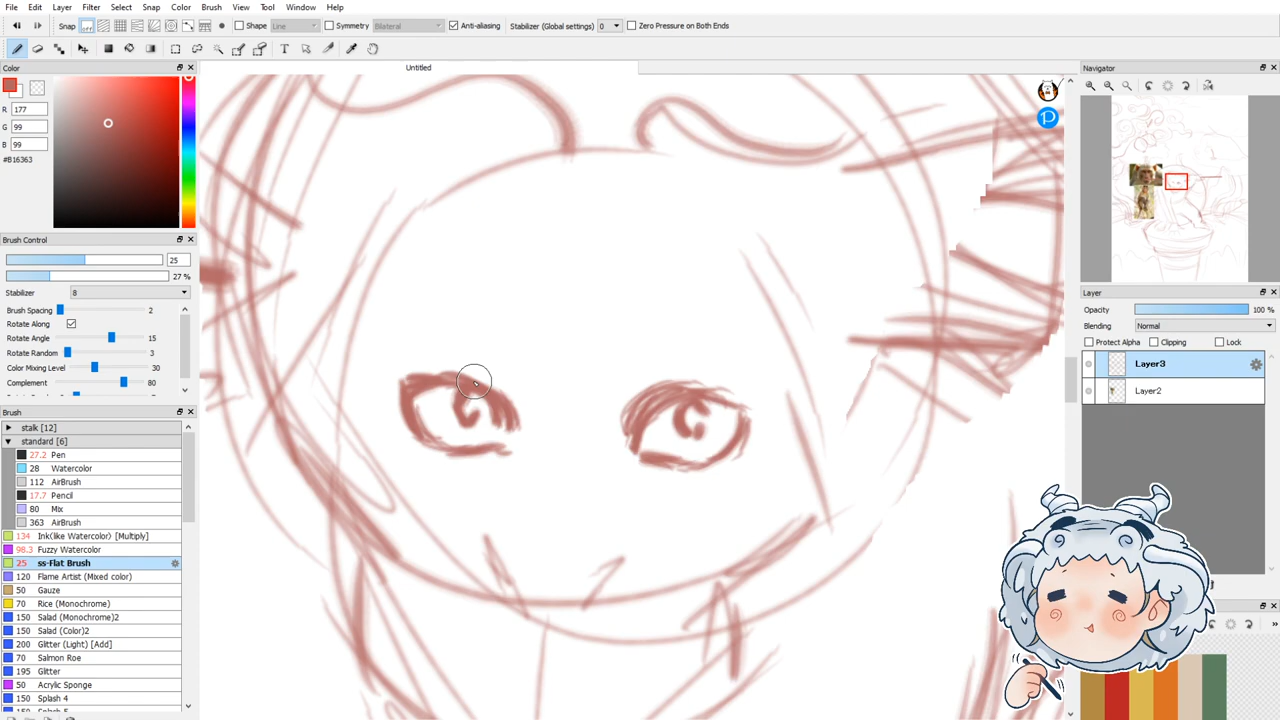 File Edit Layer Filter Select Snap Color Brush View Tool Window Help
Snap off Shape Line Symmetry Bilateral Anti-aliasing Stabilizer (Global settings) 0 Zero Pressure on Both Ends
Color
Untitled
Navigator
R 177
G 99
B 99
#B16363
Brush Control
25
27 %
Stabilizer 8
Brush Spacing 2
Rotate Along
Rotate Angle 15
Rotate Random 3
Color Mixing Level 30
Complement 80
Brush
stalk [12]
standard [6]
27.2 Pen
28 Watercolor
112 AirBrush
17.7 Pencil
80 Mix
363 AirBrush
134 Ink(like Watercolor) [Multiply]
98.3 Fuzzy Watercolor
25 ss-Flat Brush
120 Flame Artist (Mixed color)
50 Gauze
70 Rice (Monochrome)
150 Salad (Monochrome)2
150 Salad (Color)2
200 Glitter (Light) [Add]
70 Salmon Roe
195 Glitter
50 Acrylic Sponge
150 Splash 4
150 Splash 5
Layer
Opacity 100 %
Blending Normal
Protect Alpha Clipping Lock
Layer3
Layer2